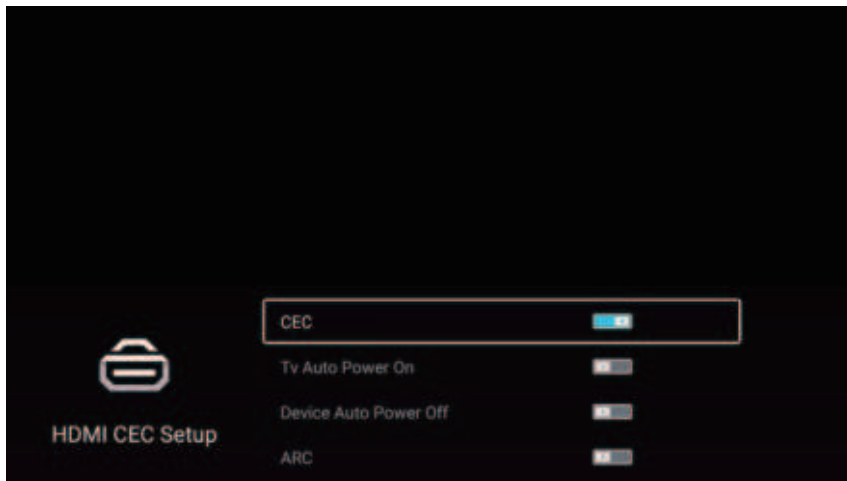 CEC
Tv Auto Power On
Device Auto Power Off
HDMI CEC Setup
ARC